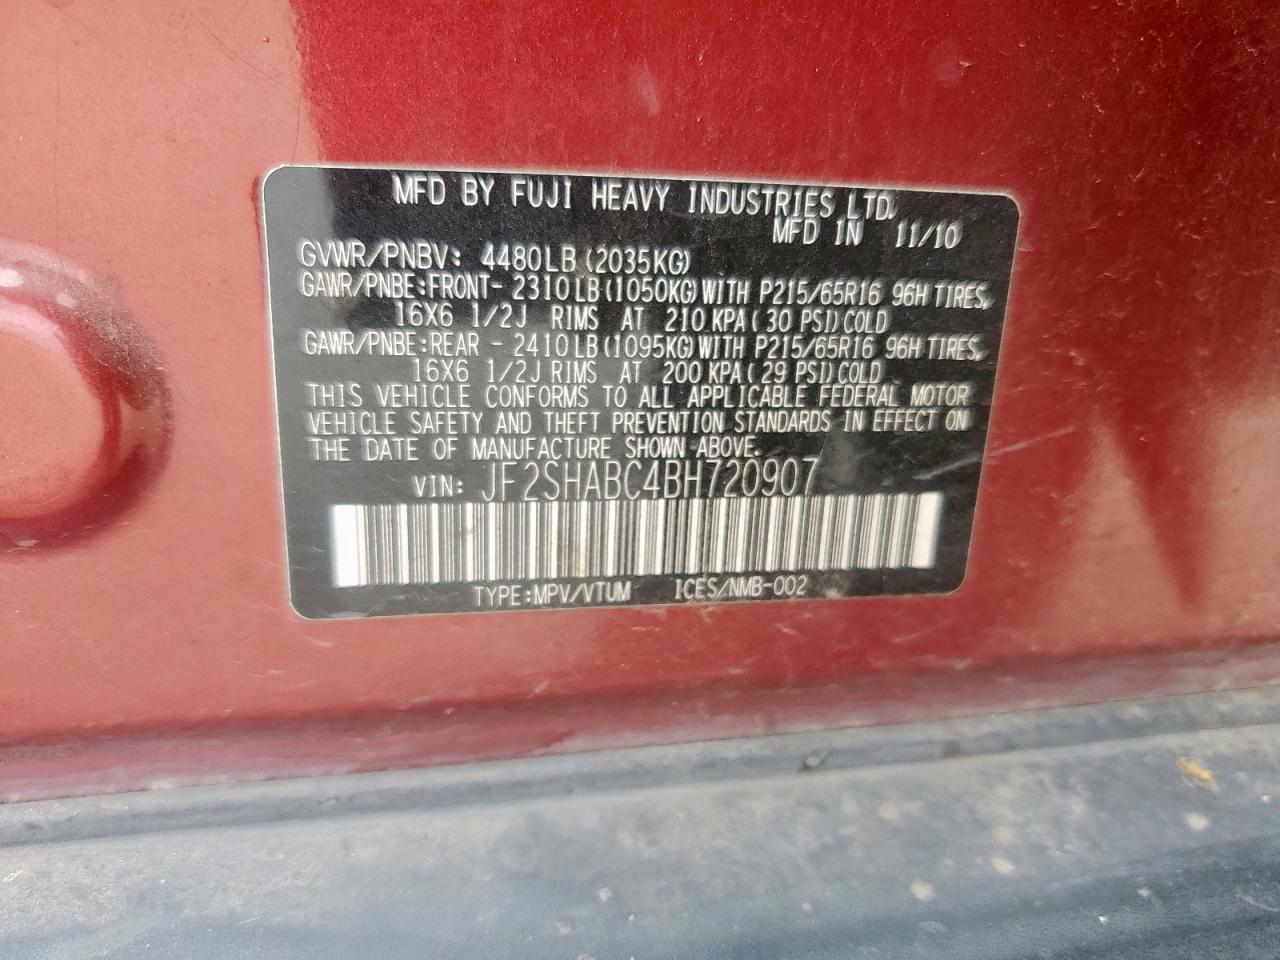 MFD BY FUJI HEAVY INDUSTRIES LTD.
MFD IN 11/10
GVWR/PNBV: 4480LB (2035KG)
GAWR/PNBE:FRONT- 2310LB (1050KG) WITH P215/65R16 96H TIRES,
16X6 1/2J RIMS AT 210 KPA (30 PSI) COLD
GAWR/PNBE:REAR - 2410LB (1095KG) WITH P215/65R16 96H TIRES,
16X6 1/2J RIMS AT 200 KPA (29 PSI) COLD
THIS VEHICLE CONFORMS TO ALL APPLICABLE FEDERAL MOTOR
VEHICLE SAFETY AND THEFT PREVENTION STANDARDS IN EFFECT ON
THE DATE OF MANUFACTURE SHOWN ABOVE.
VIN: JF2SHABC4BH720907
TYPE:MPV/VTUM ICES/NMB-002